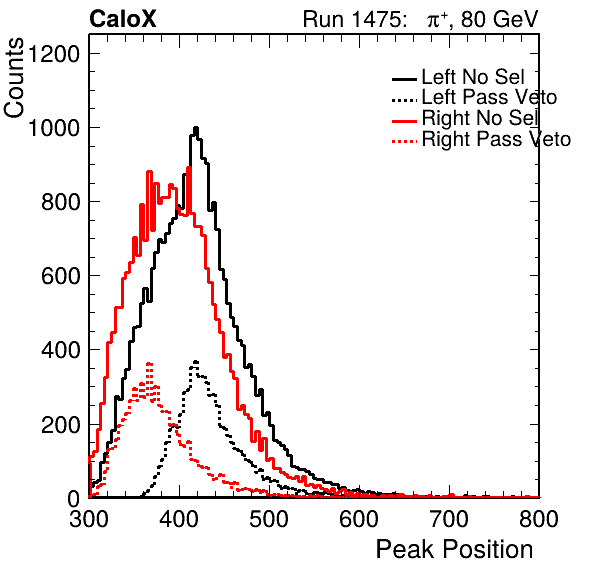 CaloX Run 1475: π+, 80 GeV
Counts
1200
1000
800
600
400
200
0
Left No Sel
Left Pass Veto
Right No Sel
Right Pass Veto
300 400 500 600 700 800
Peak Position